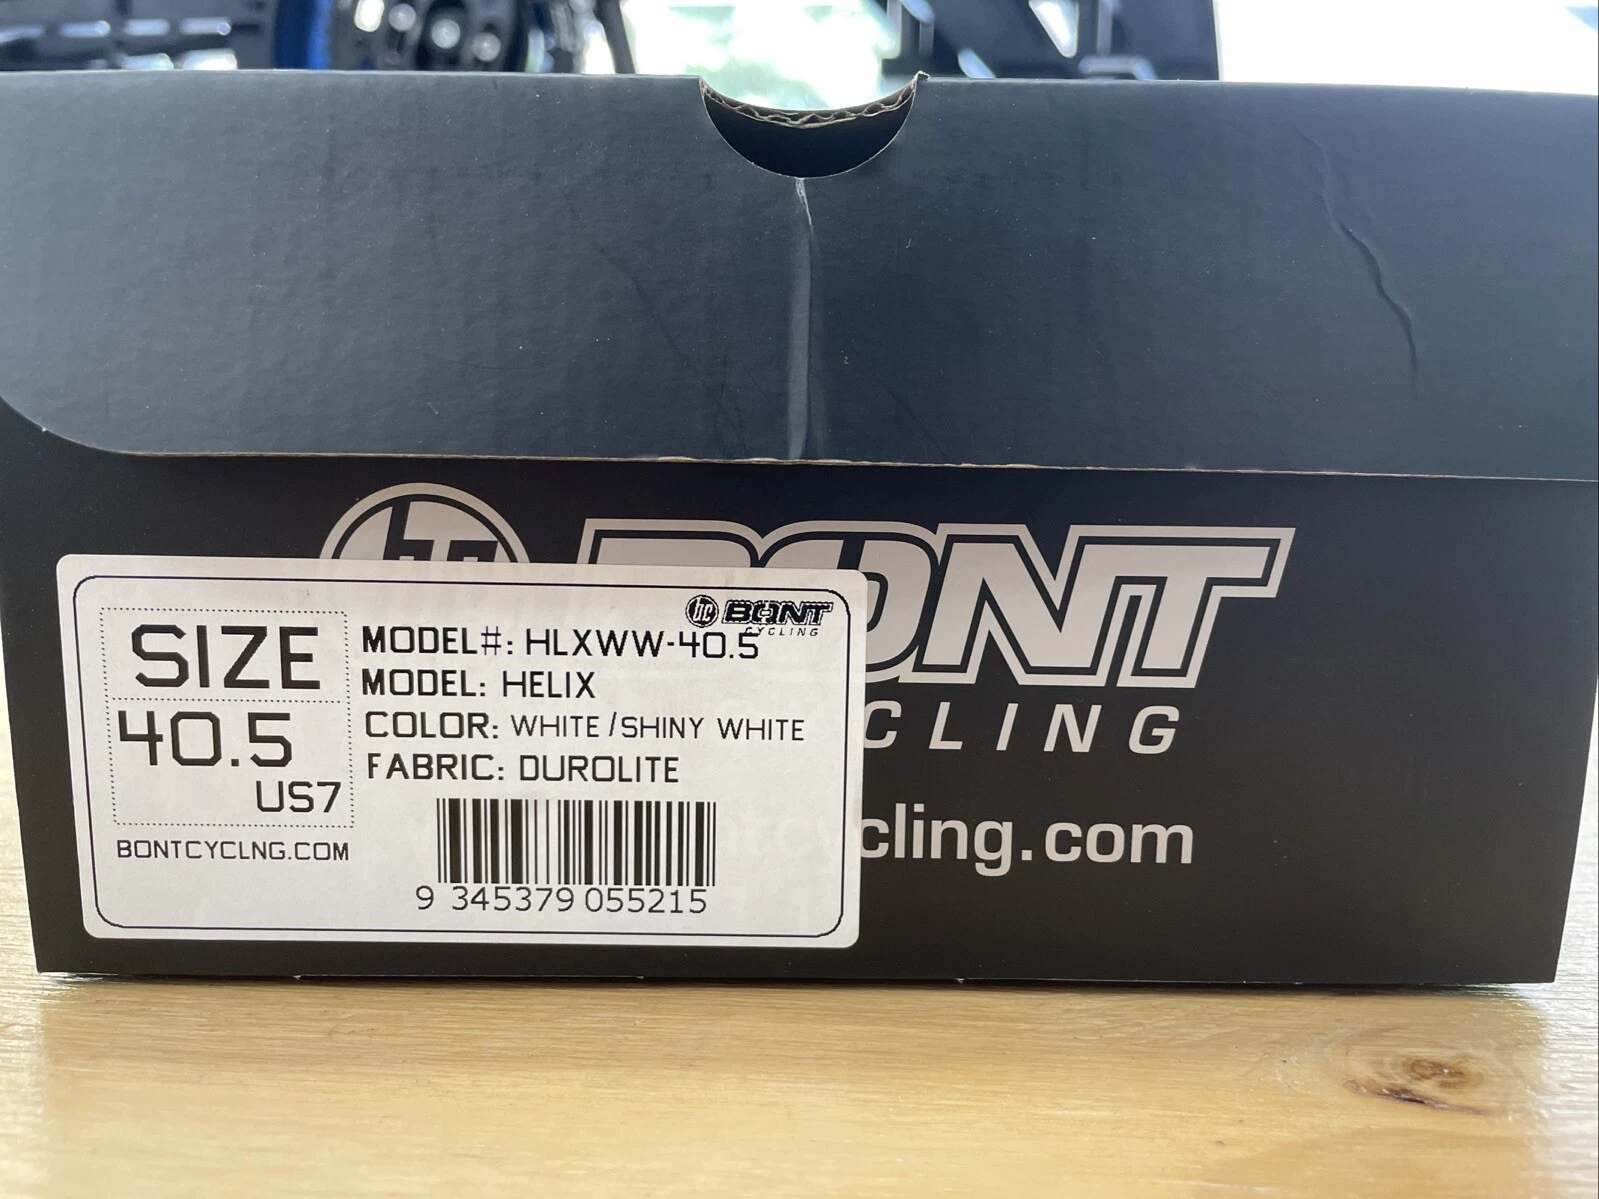 BONT
CYCLING
SIZE
40.5
US7
BONTCYCLNG.COM
MODEL#: HLXWW-40.5
MODEL: HELIX
COLOR: WHITE/SHINY WHITE
FABRIC: DUROLITE
9 345379 055215
BONT
CLING
ntcycling.com